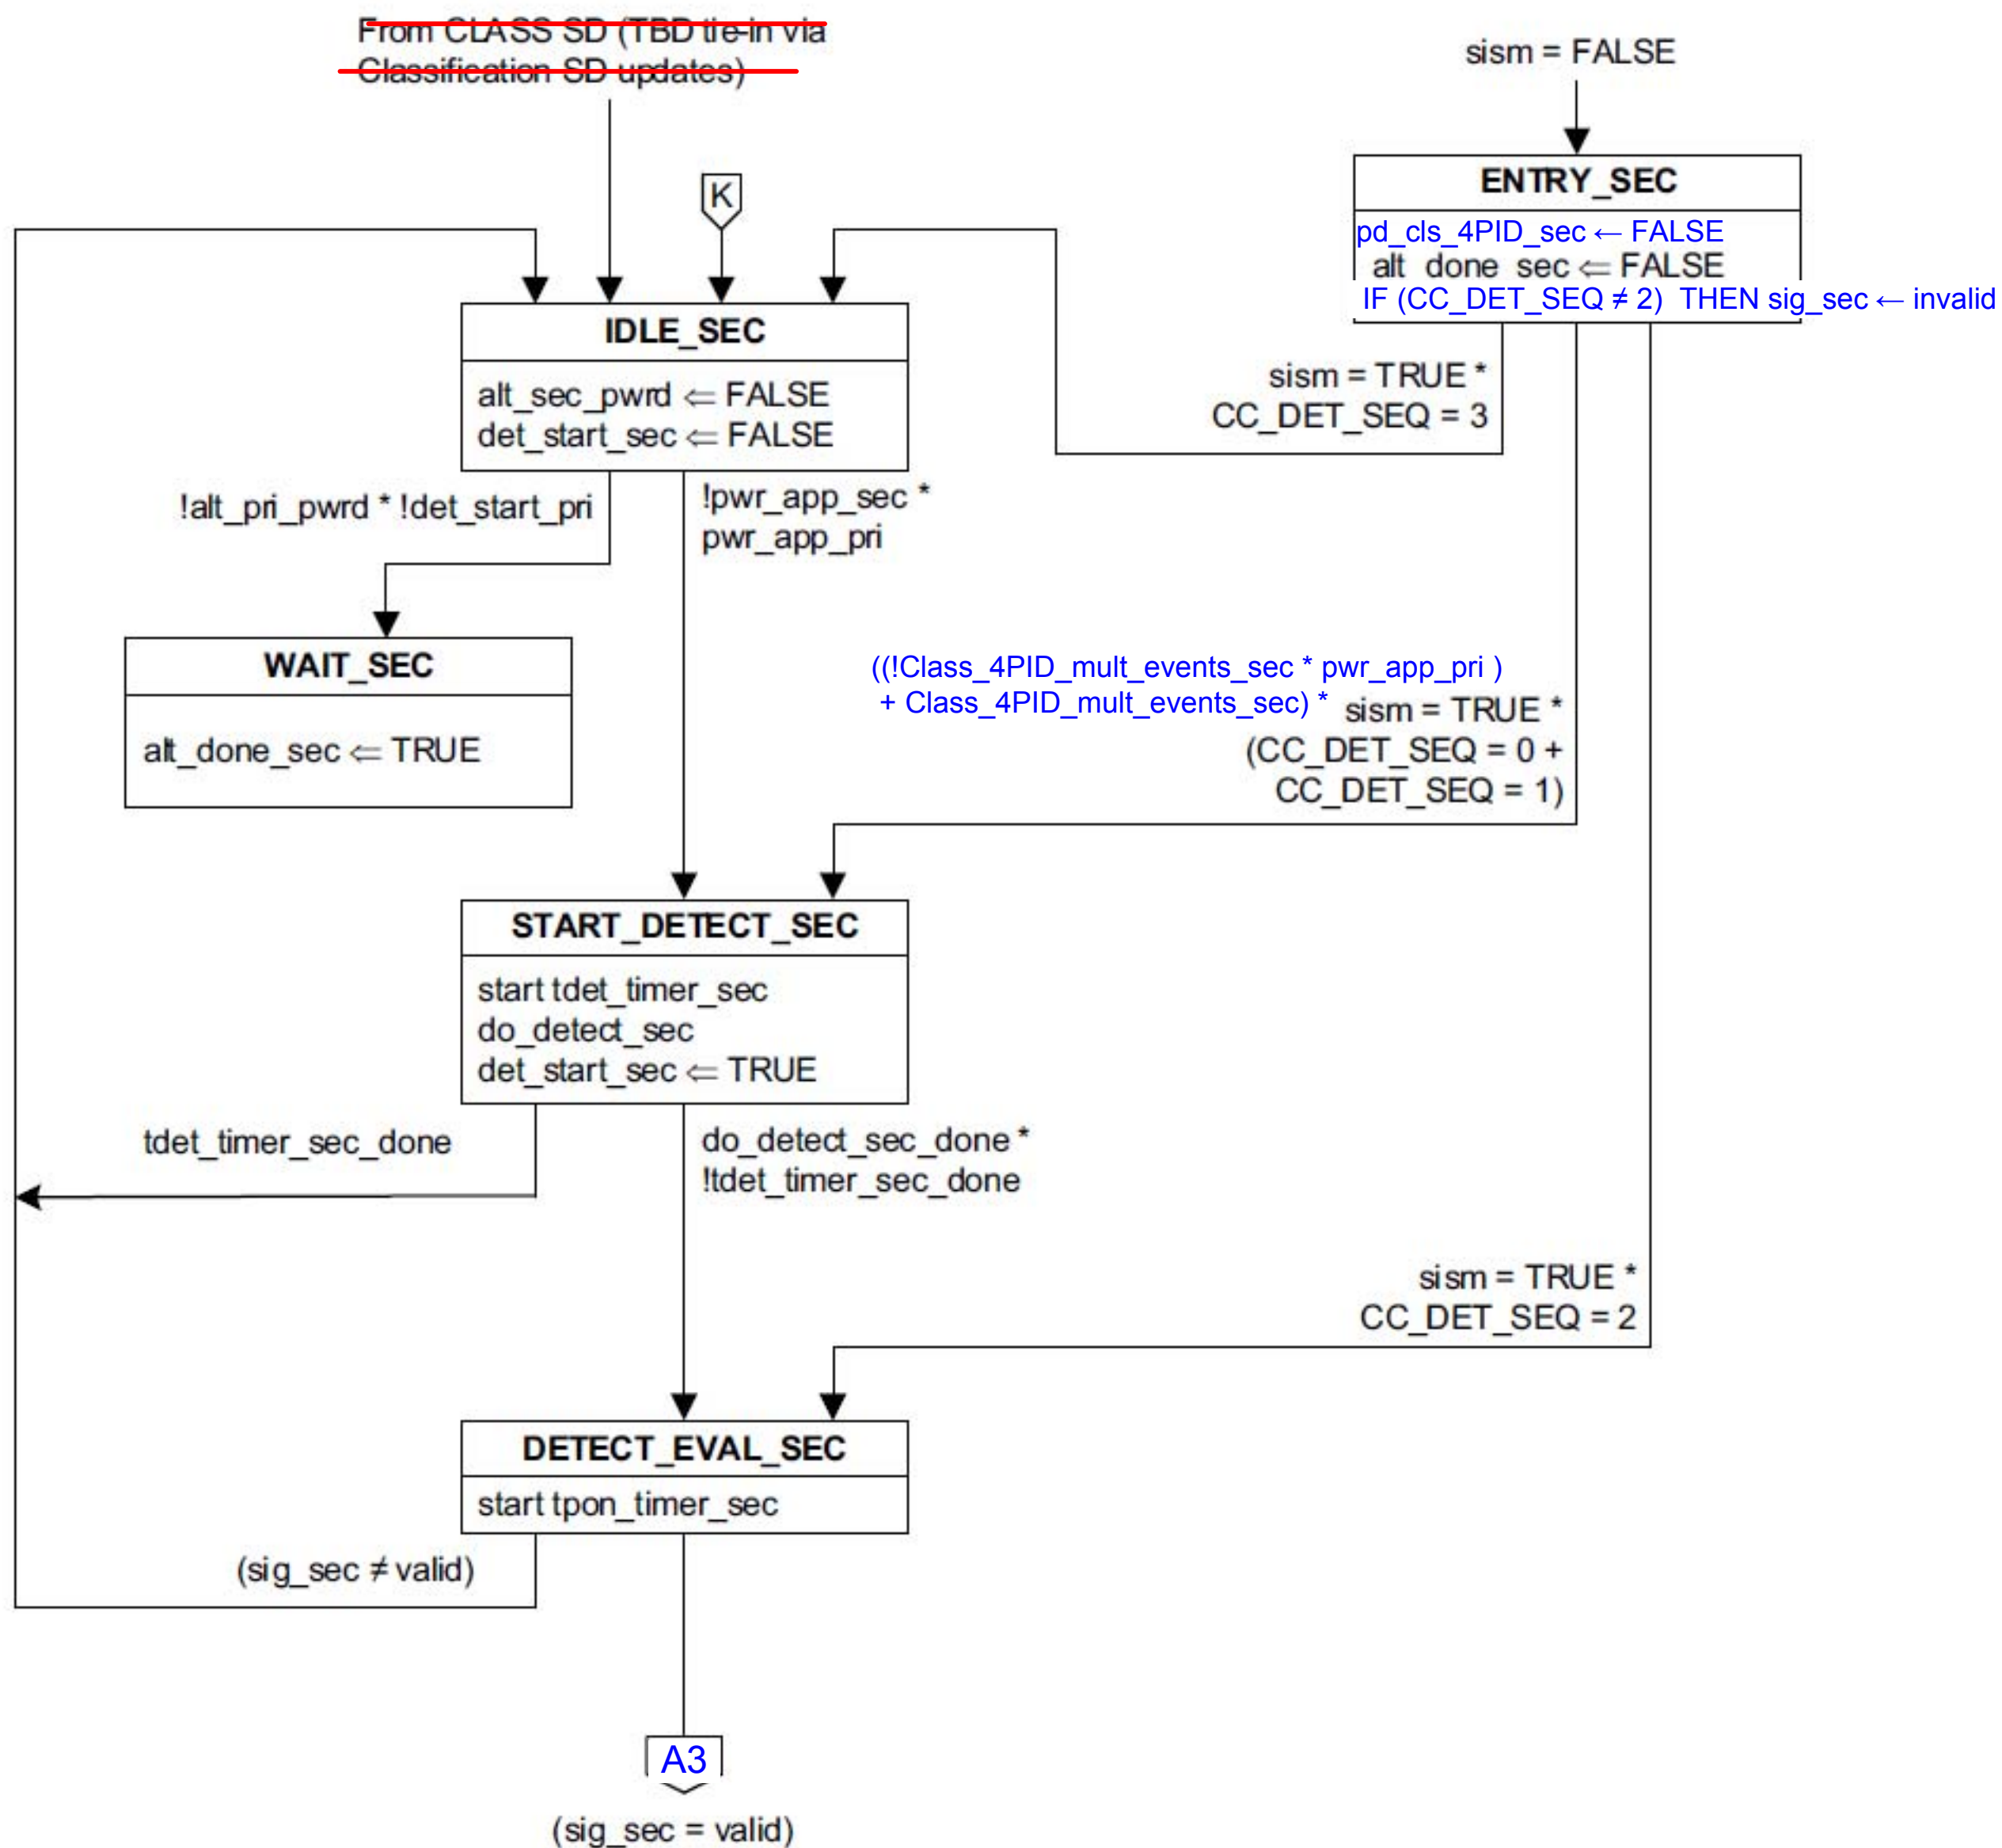 From CLASS SD (TBD tie-in via
Classification SD updates)
sism = FALSE
K
ENTRY_SEC
pd_cls_4PID_sec ← FALSE
alt_done_sec ⇐ FALSE
IF (CC_DET_SEQ ≠ 2) THEN sig_sec ← invalid
IDLE_SEC
alt_sec_pwrd ⇐ FALSE
det_start_sec ⇐ FALSE
sism = TRUE *
CC_DET_SEQ = 3
!alt_pri_pwrd * !det_start_pri
!pwr_app_sec *
pwr_app_pri
WAIT_SEC
alt_done_sec ⇐ TRUE
((!Class_4PID_mult_events_sec * pwr_app_pri )
+ Class_4PID_mult_events_sec) * sism = TRUE *
(CC_DET_SEQ = 0 +
CC_DET_SEQ = 1)
START_DETECT_SEC
start tdet_timer_sec
do_detect_sec
det_start_sec ⇐ TRUE
tdet_timer_sec_done
do_detect_sec_done *
!tdet_timer_sec_done
sism = TRUE *
CC_DET_SEQ = 2
DETECT_EVAL_SEC
start tpon_timer_sec
(sig_sec ≠ valid)
A3
(sig_sec = valid)